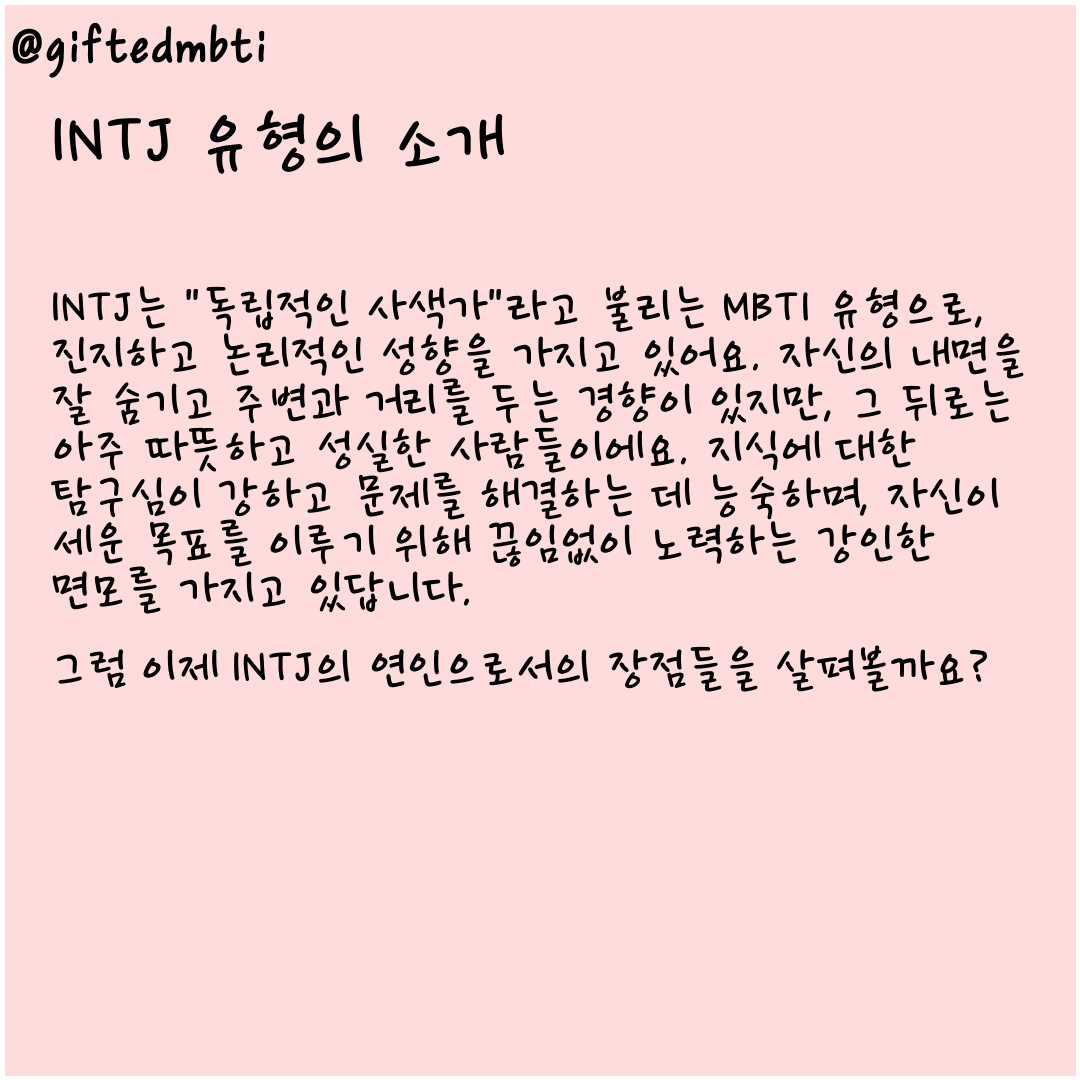 @giftedmbti
INTJ 유형의 소개
INTJ는 "독립적인 사색가"라고 불리는 MBTI 유형으로,
진지하고 논리적인 성향을 가지고 있어요. 자신의 내면을
잘 숨기고 주변과 거리를 두는 경향이 있지만, 그 뒤로는
아주 따뜻하고 성실한 사람들이에요. 지식에 대한
탐구심이 강하고 문제를 해결하는 데 능숙하며, 자신이
세운 목표를 이루기 위해 끊임없이 노력하는 강인한
면모를 가지고 있답니다.
그럼 이제 INTJ의 연인으로서의 장점들을 살펴볼까요?